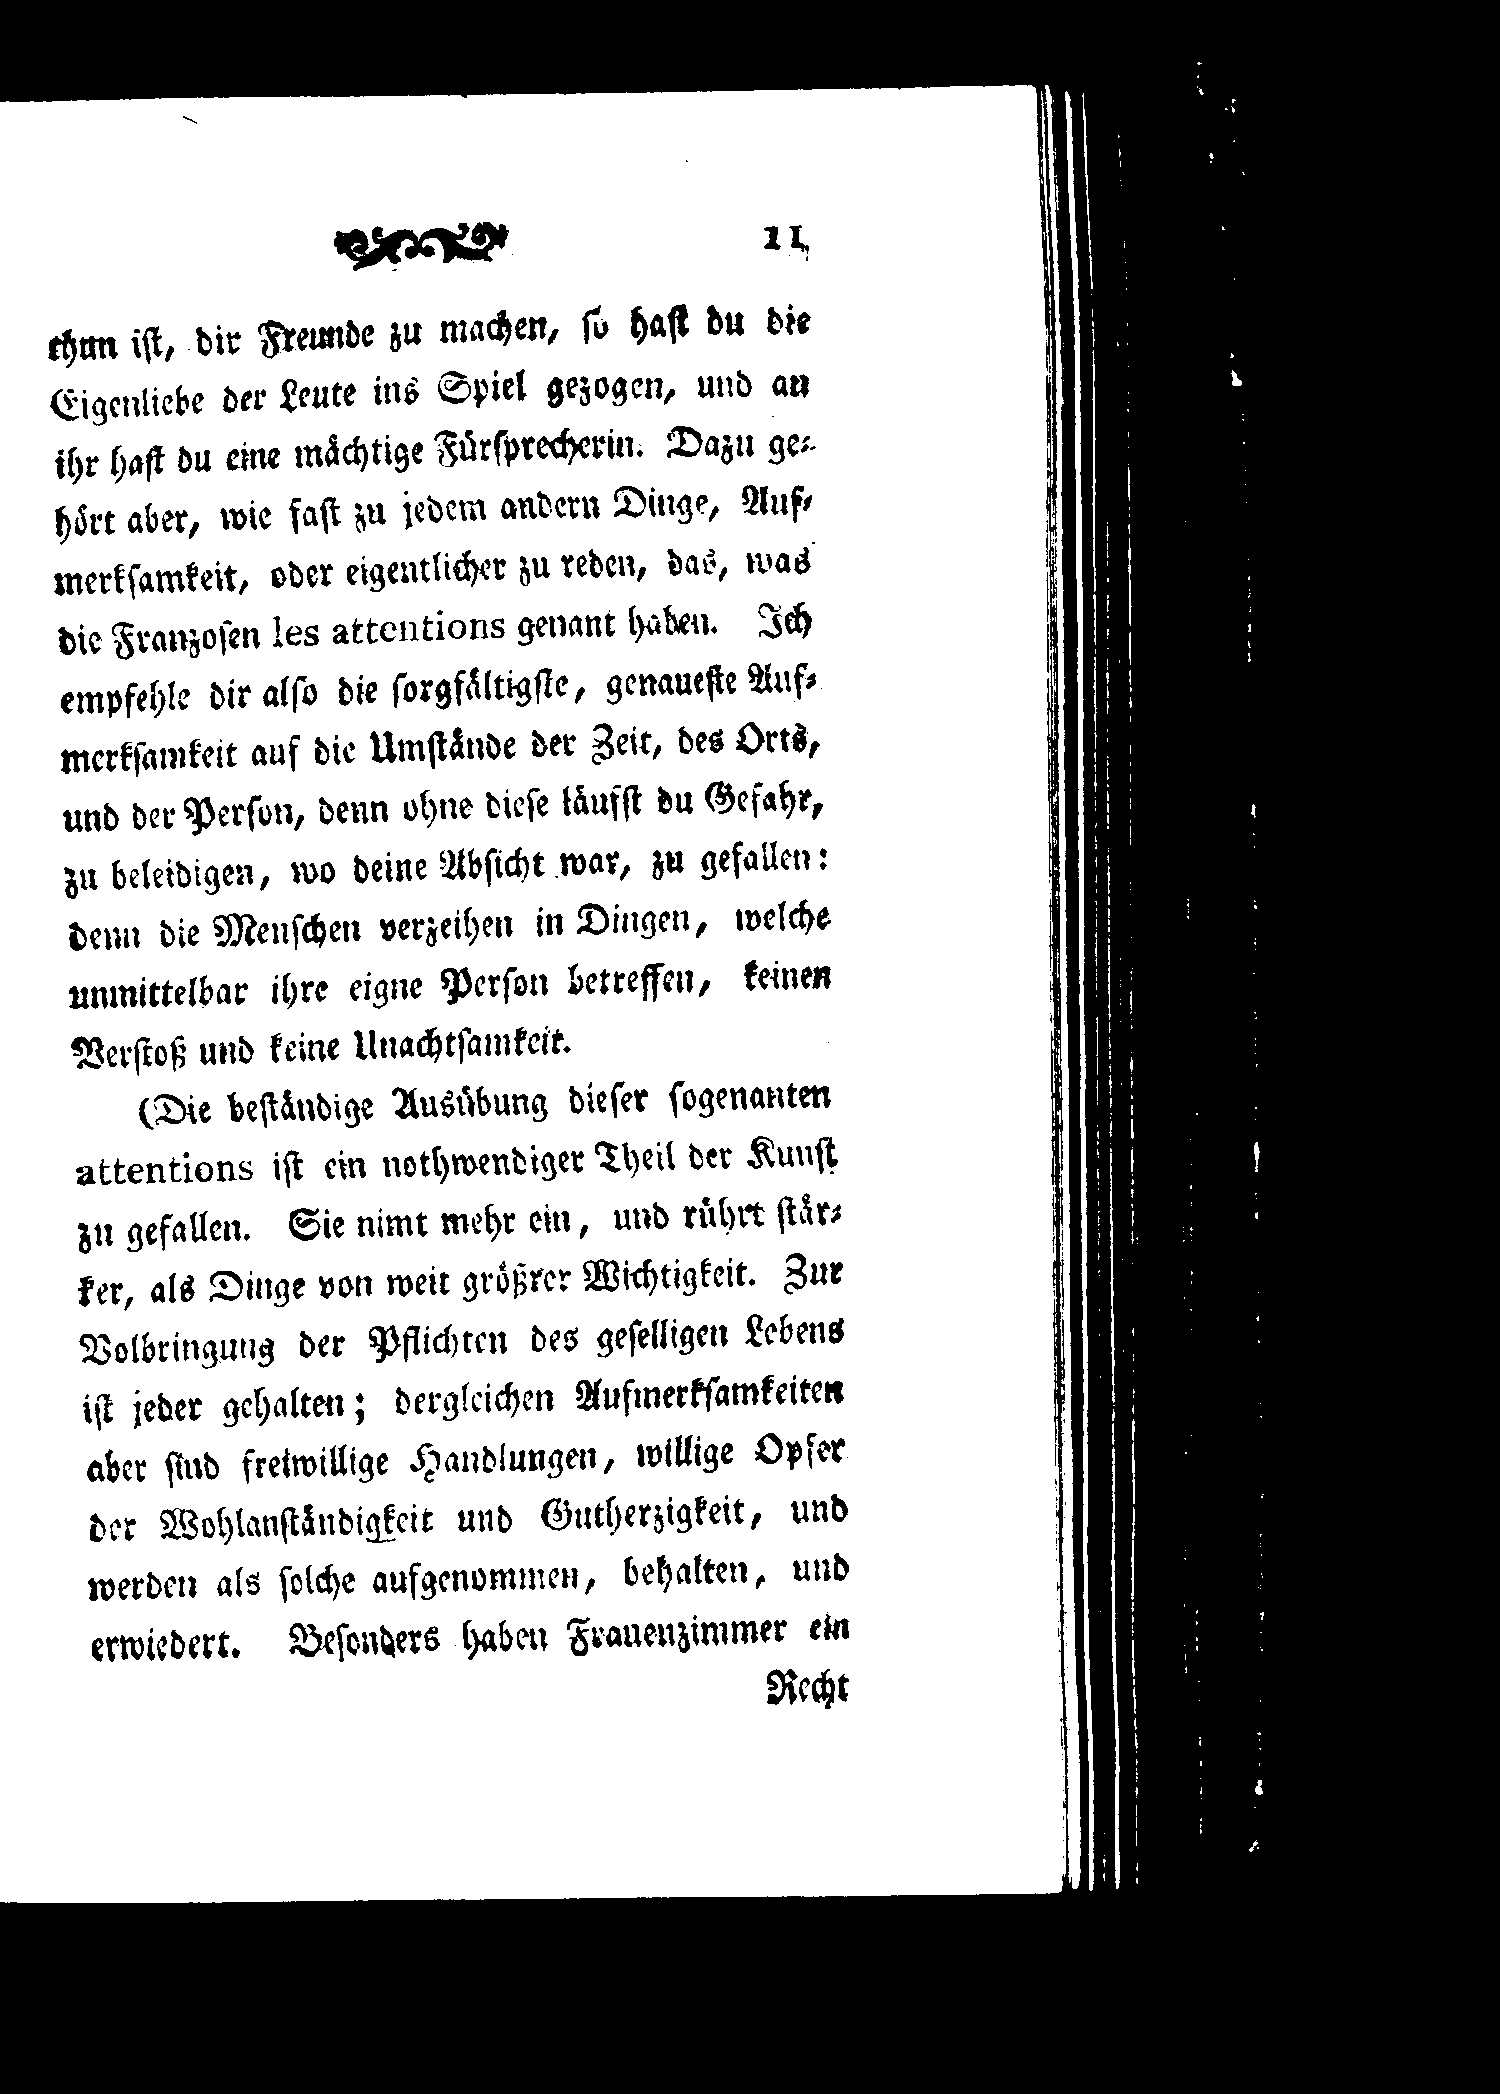 11
thun ist, dir Freunde zu machen, so hast du die
Eigenliebe der Leute ins Spiel gezogen, und an
ihr hast du eine mächtige Fürsprecherin. Dazu ge-
hört aber, wie fast zu jedem andern Dinge, Auf-
merksamkeit, oder eigentlicher zu reden, das, was
die Franzosen les attentions genant haben. Ich
empfehle dir also die sorgfältigste, genaueste Auf-
merksamkeit auf die Umstände der Zeit, des Orts,
und der Person, denn ohne diese läufst du Gefahr,
zu beleidigen, wo deine Absicht war, zu gefallen:
denn die Menschen verzeihen in Dingen, welche
unmittelbar ihre eigne Person betreffen, keinen
Verstoß und keine Unachtsamkeit.
(Die beständige Ausübung dieser sogenanten
attentions ist ein nothwendiger Theil der Kunst
zu gefallen. Sie nimt mehr ein, und rührt stär-
ker, als Dinge von weit größrer Wichtigkeit. Zur
Volbringung der Pflichten des geselligen Lebens
ist jeder gehalten; dergleichen Aufmerksamkeiten
aber sind freiwillige Handlungen, willige Opfer
der Wohlanständigkeit und Gutherzigkeit, und
werden als solche aufgenommen, behalten, und
erwiedert. Besonders haben Frauenzimmer ein
Recht